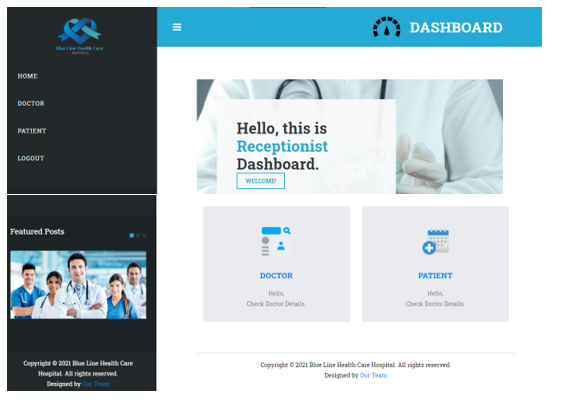 Blue Line Health Care
HOME
DOCTOR
PATIENT
LOGOUT
Featured Posts
Copyright © 2021 Blue Line Health Care
Hospital. All rights reserved.
Designed by Our Team
DASHBOARD
Hello, this is
Receptionist
Dashboard.
WELCOME!
DOCTOR
Hello,
Check Doctor Details.
PATIENT
Hello,
Check Doctor Details.
Copyright © 2021 Blue Line Health Care Hospital. All rights reserved.
Designed by Our Team